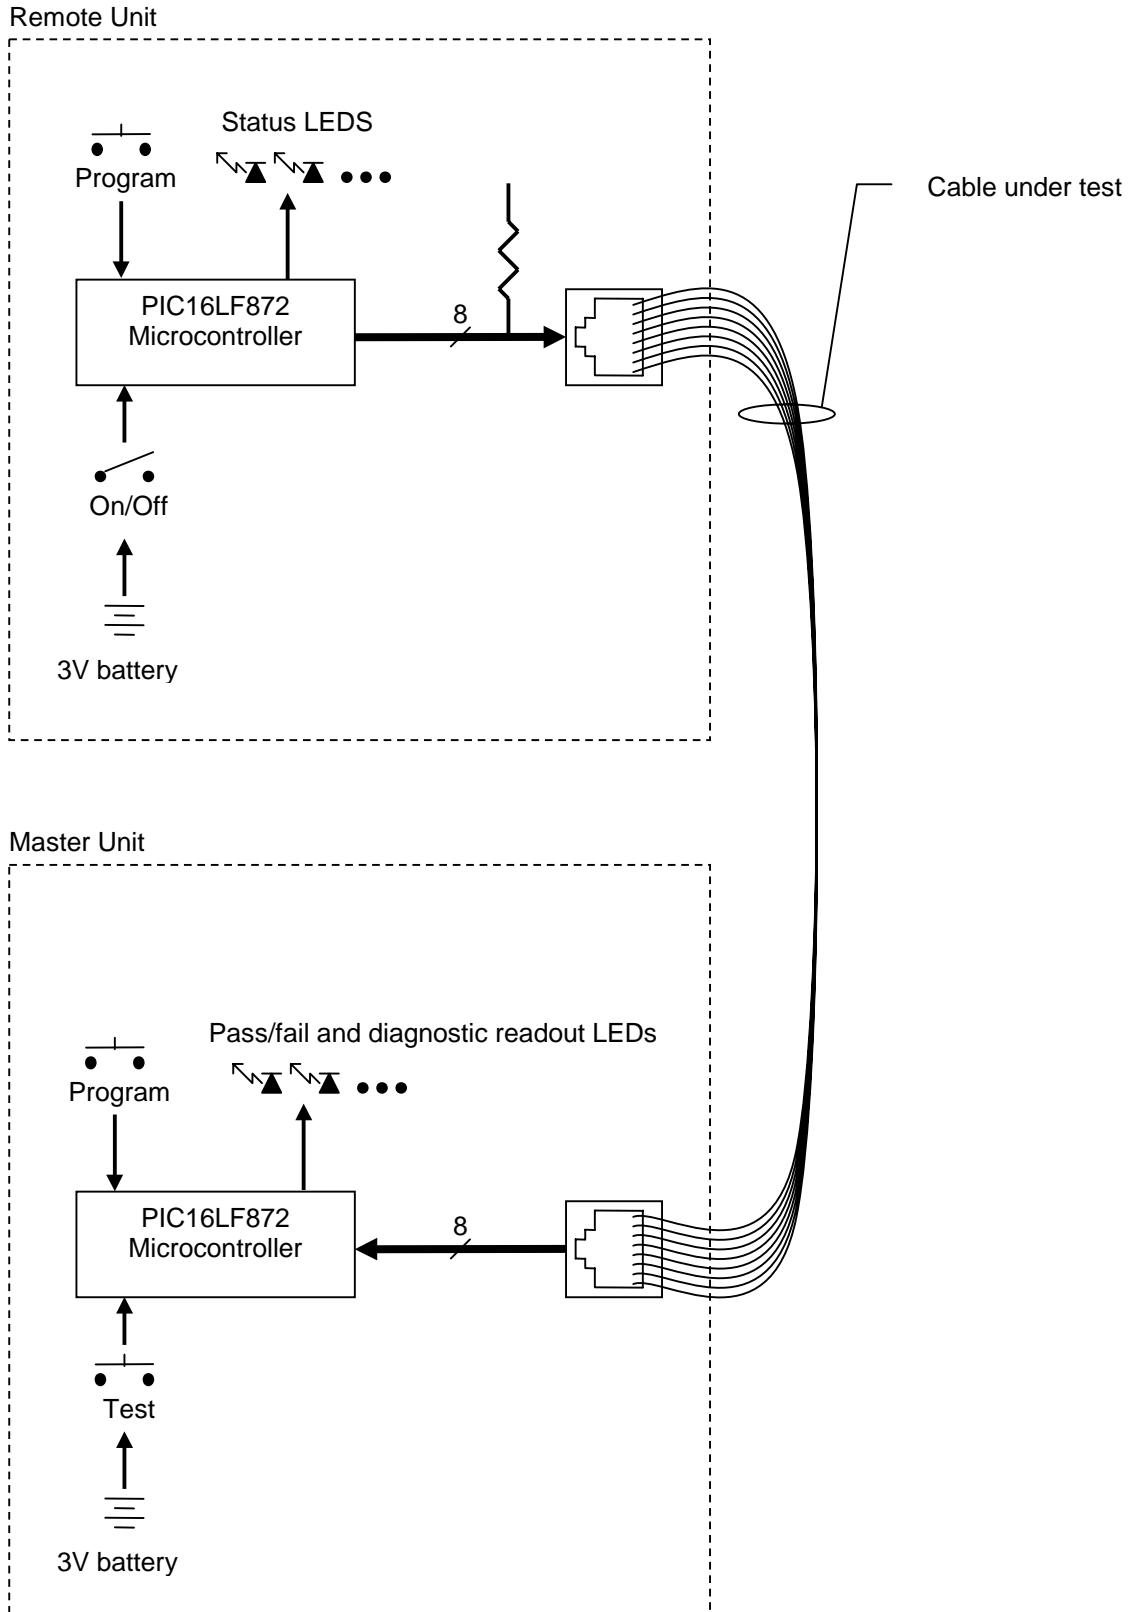 Remote Unit
Status LEDS
Program
Cable under test
PIC16LF872
Microcontroller
8
On/Off
3V battery
Master Unit
Pass/fail and diagnostic readout LEDs
Program
PIC16LF872
Microcontroller
8
Test
3V battery